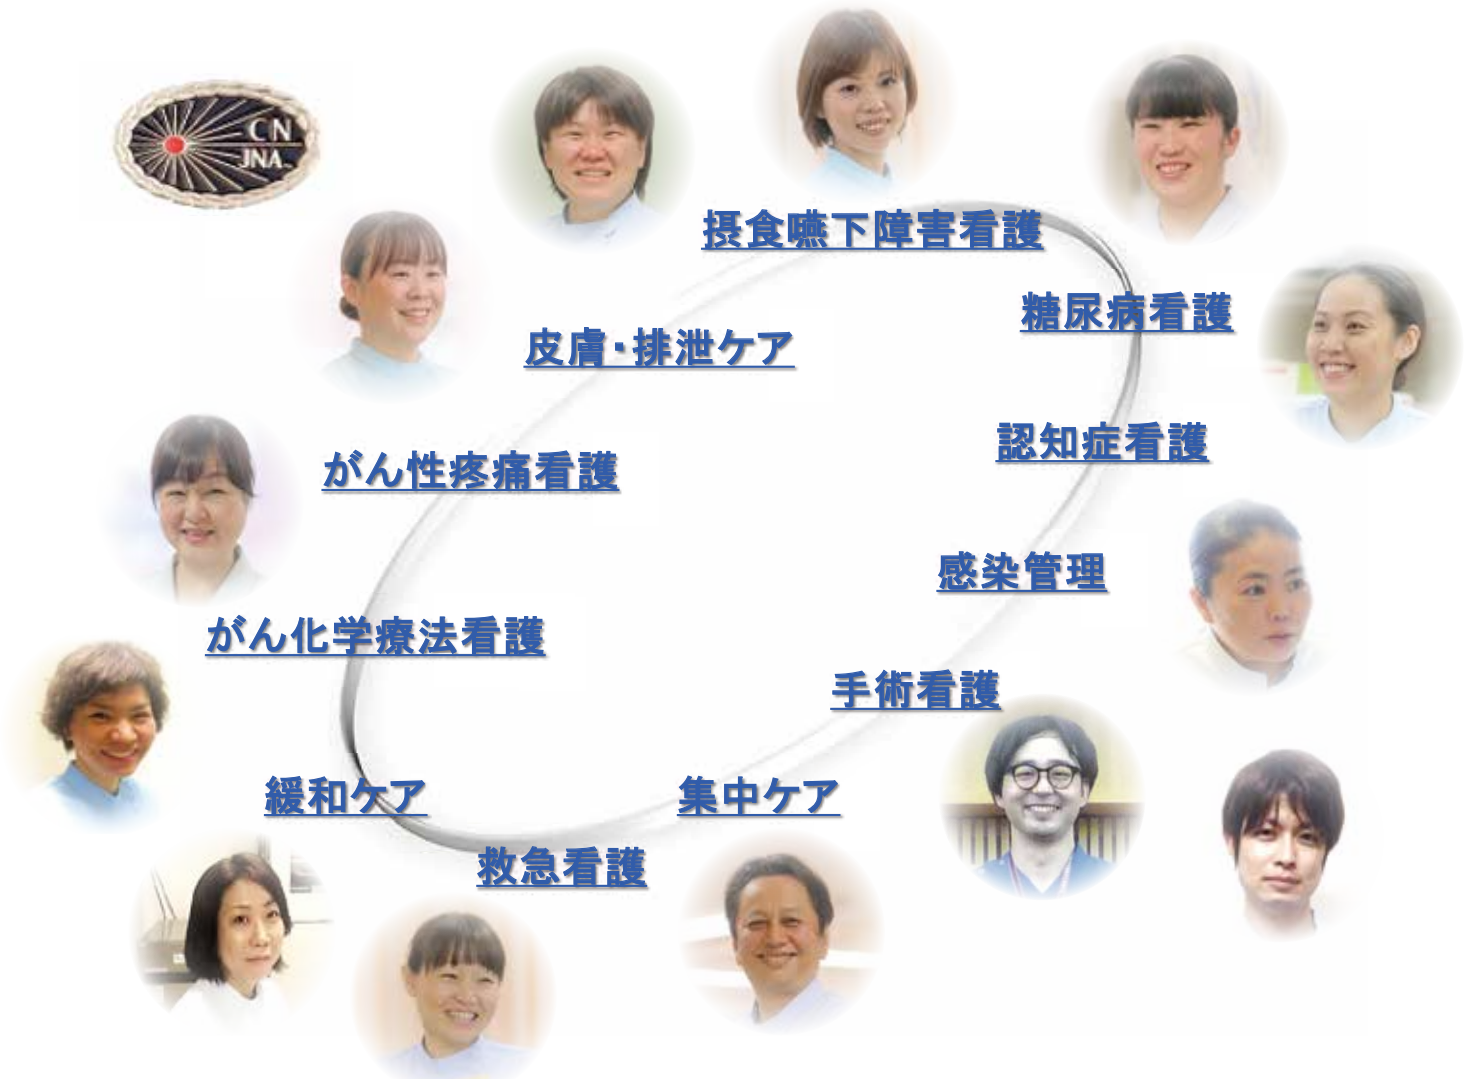 CN
JNA
摂食嚥下障害看護
糖尿病看護
皮膚・排泄ケア
認知症看護
がん性疼痛看護
感染管理
がん化学療法看護
手術看護
緩和ケア
集中ケア
救急看護